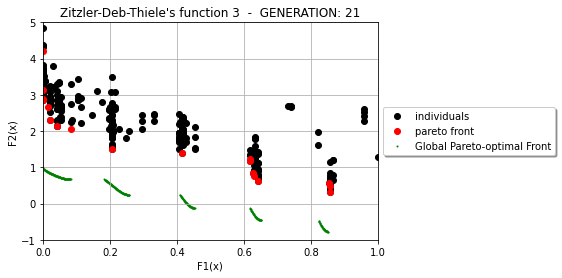 Zitzler-Deb-Thiele's function 3 - GENERATION: 21
5
4
3
2
1
0
−1
F2(x)
0.0 0.2 0.4 0.6 0.8 1.0
F1(x)
individuals
pareto front
Global Pareto-optimal Front